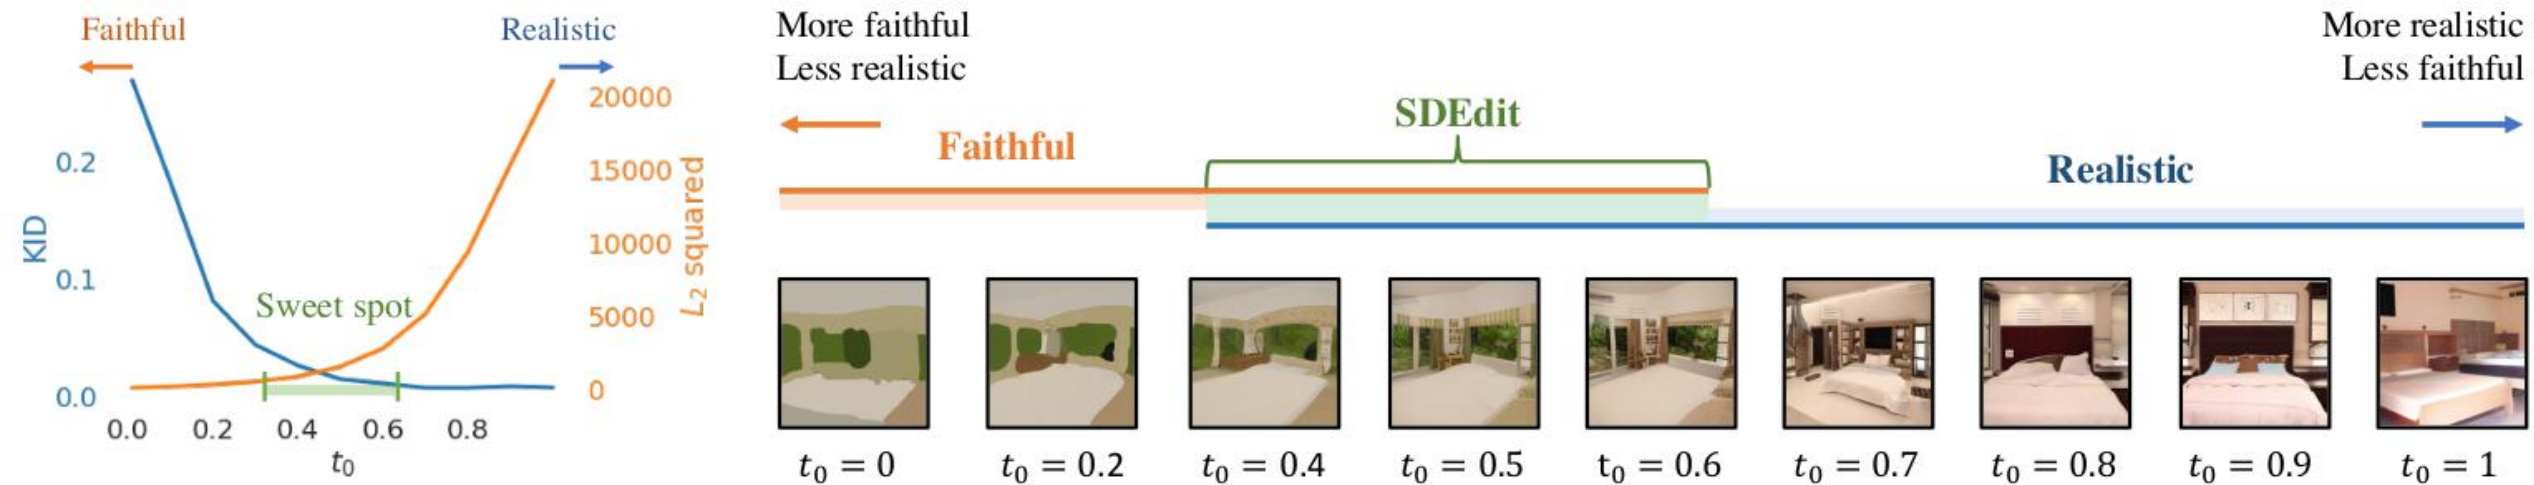 Faithful
Realistic
0.2
0.1
0.0
KID
20000
15000
10000
5000
0
L₂ squared
Sweet spot
0.0 0.2 0.4 0.6 0.8
t₀
More faithful
Less realistic
More realistic
Less faithful
SDEdit
Faithful
Realistic
t₀ = 0
t₀ = 0.2
t₀ = 0.4
t₀ = 0.5
t₀ = 0.6
t₀ = 0.7
t₀ = 0.8
t₀ = 0.9
t₀ = 1